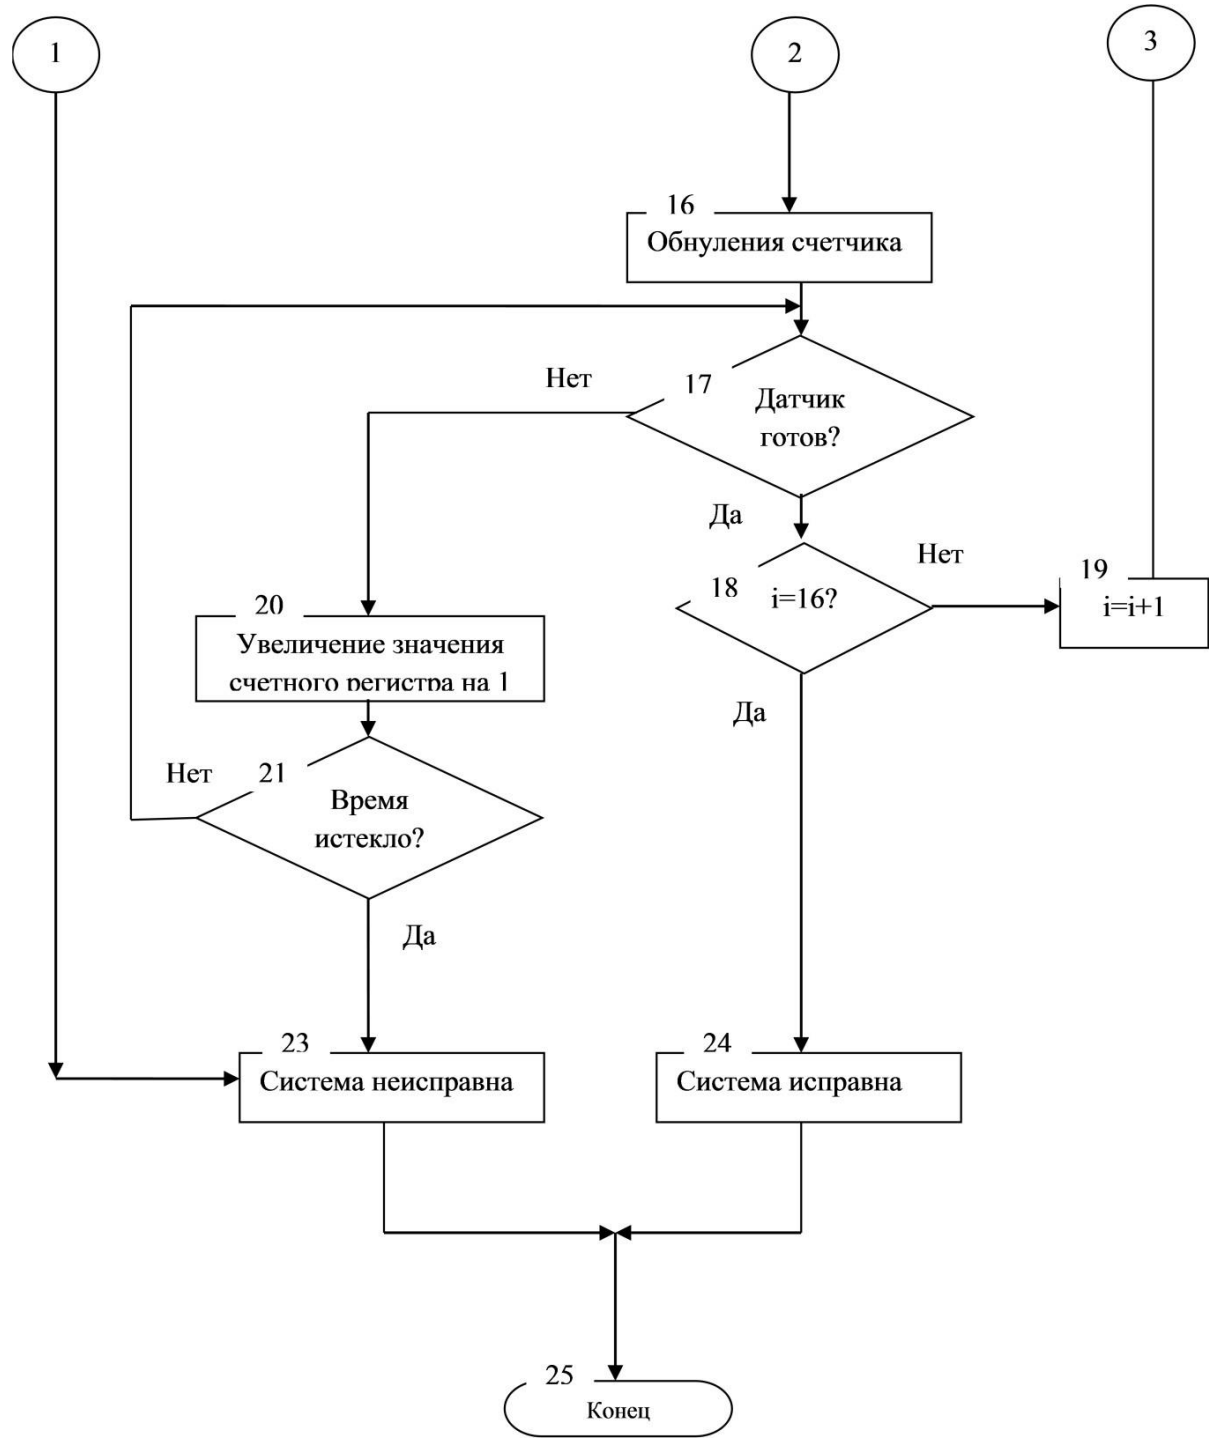 1
2
3
16
Обнуления счетчика
Нет
17
Датчик
готов?
Да
18
i=16?
Нет
19
i=i+1
20
Увеличение значения
счетного регистра на 1
Да
Нет
21
Время
истекло?
Да
23
Система неисправна
24
Система исправна
25
Конец